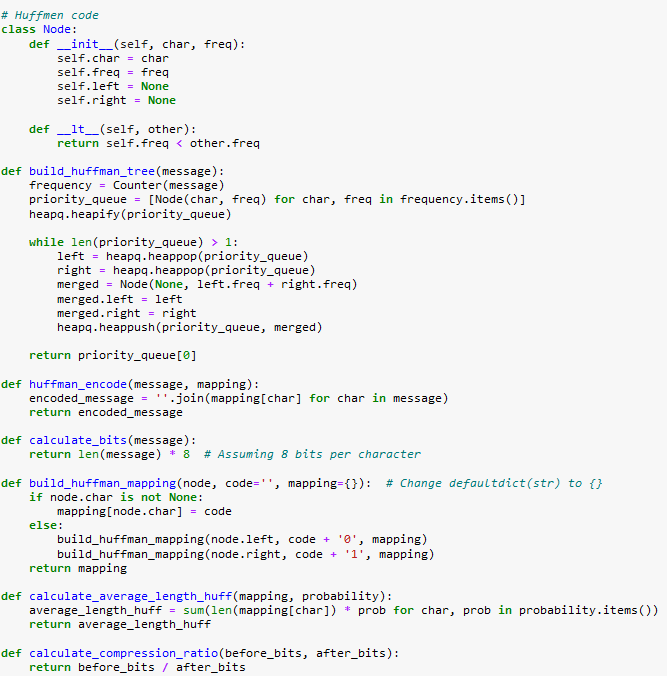 # Huffmen code
class Node:
    def __init__(self, char, freq):
        self.char = char
        self.freq = freq
        self.left = None
        self.right = None

    def __lt__(self, other):
        return self.freq < other.freq

def build_huffman_tree(message):
    frequency = Counter(message)
    priority_queue = [Node(char, freq) for char, freq in frequency.items()]
    heapq.heapify(priority_queue)

    while len(priority_queue) > 1:
        left = heapq.heappop(priority_queue)
        right = heapq.heappop(priority_queue)
        merged = Node(None, left.freq + right.freq)
        merged.left = left
        merged.right = right
        heapq.heappush(priority_queue, merged)

    return priority_queue[0]

def huffman_encode(message, mapping):
    encoded_message = ''.join(mapping[char] for char in message)
    return encoded_message

def calculate_bits(message):
    return len(message) * 8  # Assuming 8 bits per character

def build_huffman_mapping(node, code='', mapping={}):  # Change defaultdict(str) to {}
    if node.char is not None:
        mapping[node.char] = code
    else:
        build_huffman_mapping(node.left, code + '0', mapping)
        build_huffman_mapping(node.right, code + '1', mapping)
    return mapping

def calculate_average_length_huff(mapping, probability):
    average_length_huff = sum(len(mapping[char]) * prob for char, prob in probability.items())
    return average_length_huff

def calculate_compression_ratio(before_bits, after_bits):
    return before_bits / after_bits